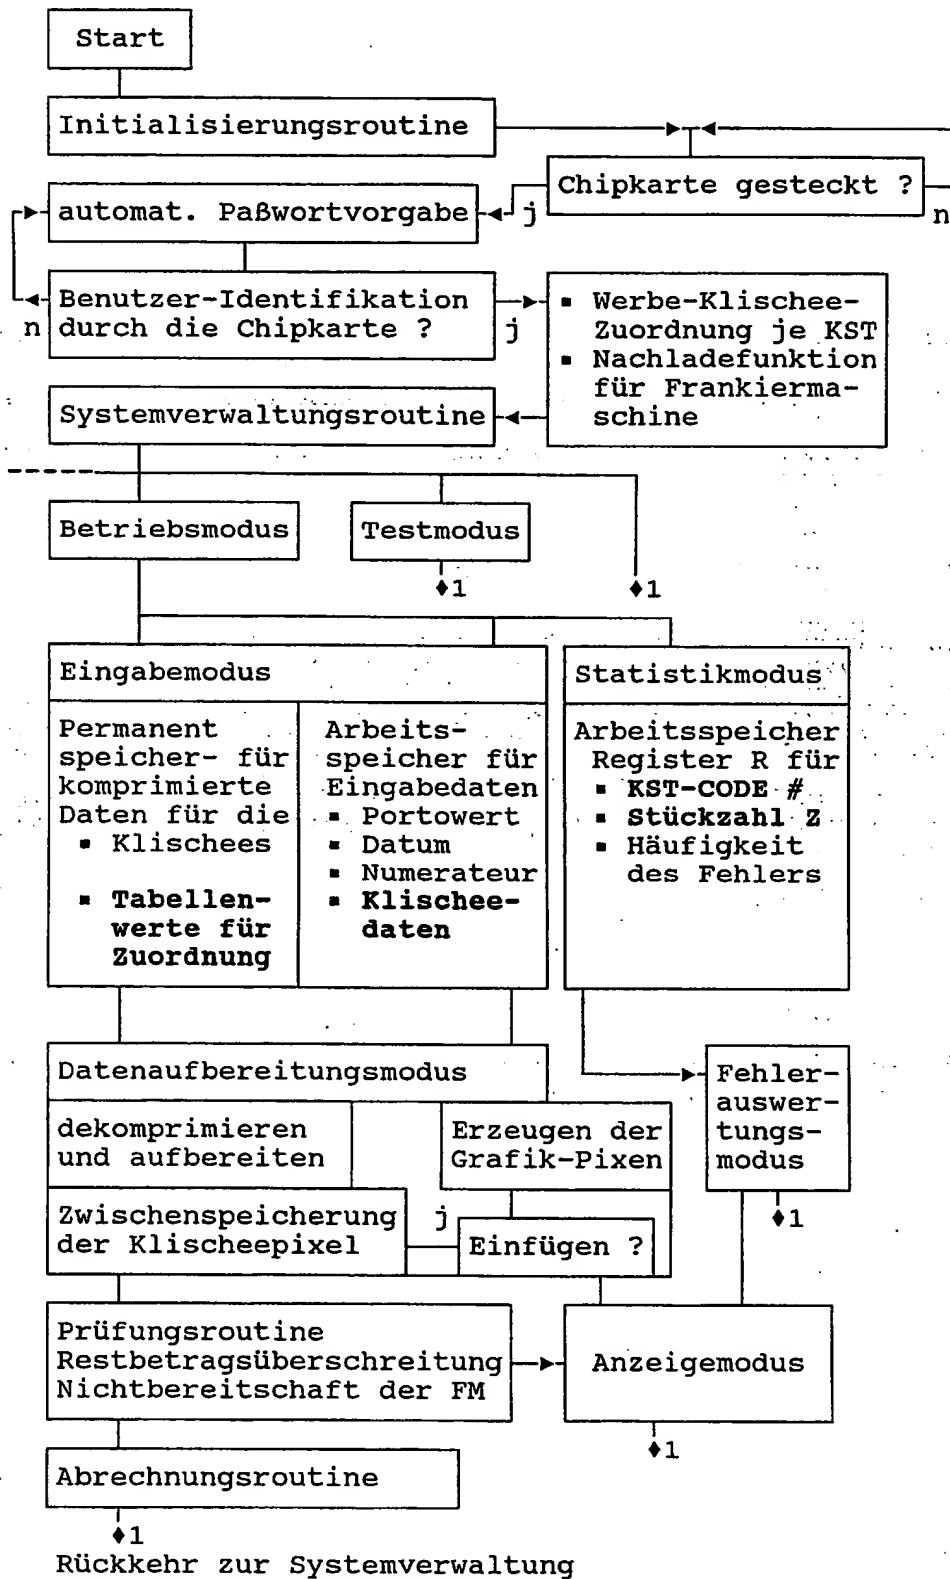 Start
Initialisierungsroutine
Chipkarte gesteckt ?
n
automat. Paßwortvorgabe
j
Benutzer-Identifikation
durch die Chipkarte ?
n
j
▪ Werbe-Klischee-
Zuordnung je KST
▪ Nachladefunktion
für Frankierma-
schine
Systemverwaltungsroutine
Betriebsmodus
Testmodus
♦1
♦1
Eingabemodus
Permanent
speicher- für
komprimierte
Daten für die
▪ Klischees
▪ Tabellen-
werte für
Zuordnung
Arbeits-
speicher für
Eingabedaten
▪ Portowert
▪ Datum
▪ Numerateur
▪ Klischee-
daten
Statistikmodus
Arbeitsspeicher
Register R für
▪ KST-CODE #
▪ Stückzahl Z
▪ Häufigkeit
des Fehlers
Datenaufbereitungsmodus
dekomprimieren
und aufbereiten
Erzeugen der
Grafik-Pixen
Zwischenspeicherung
der Klischeepixel
j
Einfügen ?
Fehler-
auswer-
tungs-
modus
♦1
Prüfungsroutine
Restbetragsüberschreitung
Nichtbereitschaft der FM
Anzeigemodus
♦1
Abrechnungsroutine
♦1
Rückkehr zur Systemverwaltung